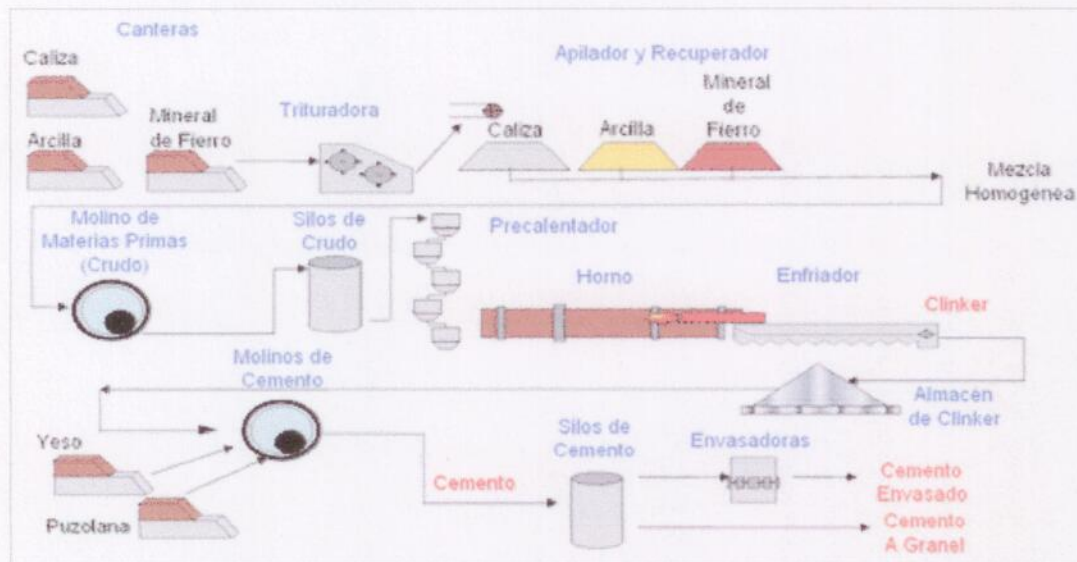 Canteras
Caliza
Arcilla
Mineral
de Fierro
Trituradora
Apilador y Recuperador
Caliza
Arcilla
Mineral
de
Fierro
Mezcla
Homogenea
Molino de
Materias Primas
(Crudo)
Silos de
Crudo
Precalentador
Horno
Enfriador
Clinker
Almacen
de Clinker
Molinos de
Cemento
Yeso
Puzolana
Cemento
Silos de
Cemento
Envasadoras
Cemento
Envasado
Cemento
A Granel